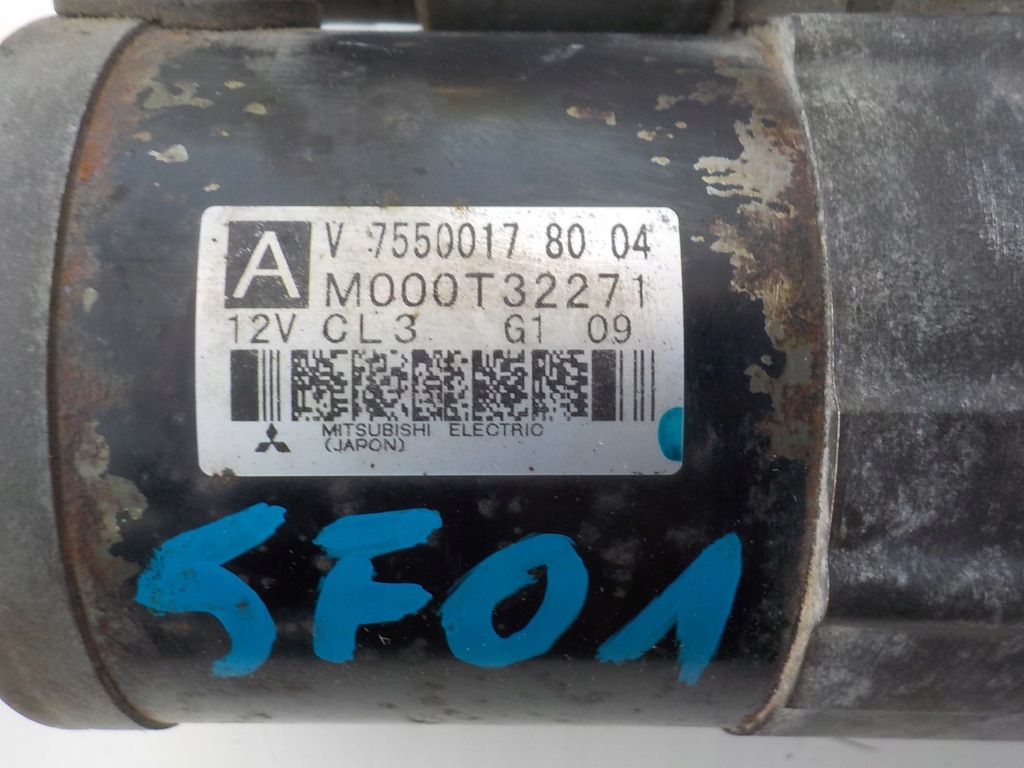 A
V 7550017 80 04
M000T32271
12V CL3 G1 09
MITSUBISHI ELECTRIC
(JAPON)
5F01